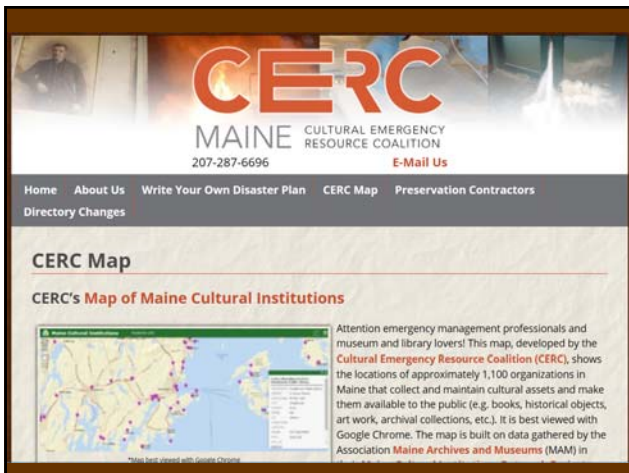 CERC
MAINE CULTURAL EMERGENCY
RESOURCE COALITION
207-287-6696 E-Mail Us
Home About Us Write Your Own Disaster Plan CERC Map Preservation Contractors
Directory Changes
CERC Map
CERC's Map of Maine Cultural Institutions
Maine Cultural Institutions
Attention emergency management professionals and
museum and library lovers! This map, developed by the
Cultural Emergency Resource Coalition (CERC), shows
the locations of approximately 1,100 organizations in
Maine that collect and maintain cultural assets and make
them available to the public (e.g. books, historical objects,
art work, archival collections, etc.). It is best viewed with
Google Chrome. The map is built on data gathered by the
Association Maine Archives and Museums (MAM) in
*Map best viewed with Google Chrome